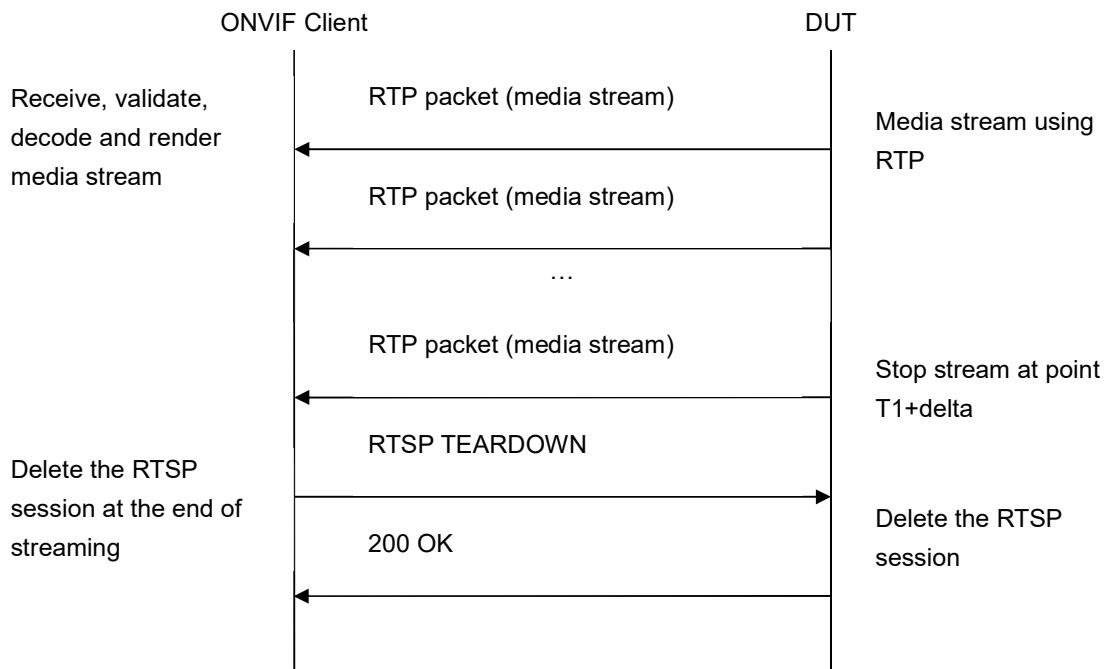 ONVIF Client
DUT
RTP packet (media stream)
Receive, validate,
decode and render
media stream
Media stream using
RTP
RTP packet (media stream)
…
RTP packet (media stream)
Stop stream at point
T1+delta
RTSP TEARDOWN
Delete the RTSP
session at the end of
streaming
Delete the RTSP
session
200 OK